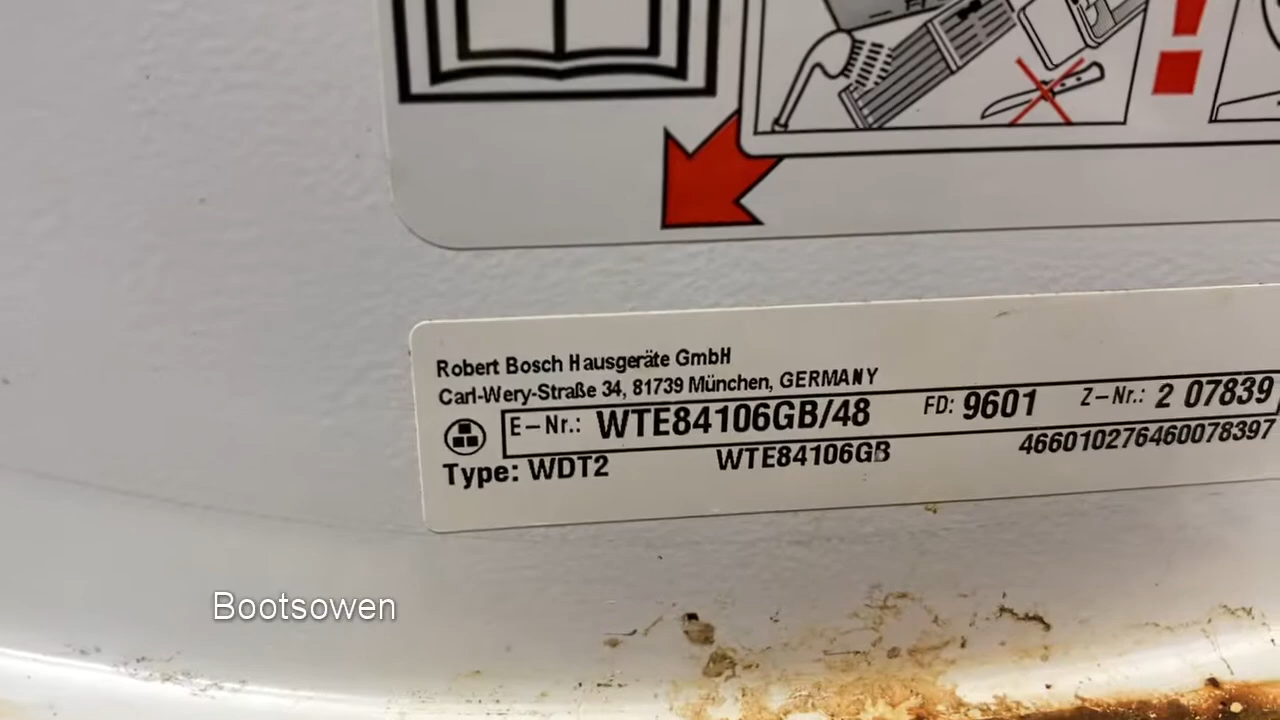 Robert Bosch Hausgeräte GmbH
Carl-Wery-Straße 34, 81739 München, GERMANY
E-Nr.: WTE84106GB/48 FD: 9601 Z-Nr.: 2 07839
Type: WDT2 WTE84106GB 466010276460078397
Bootsowen